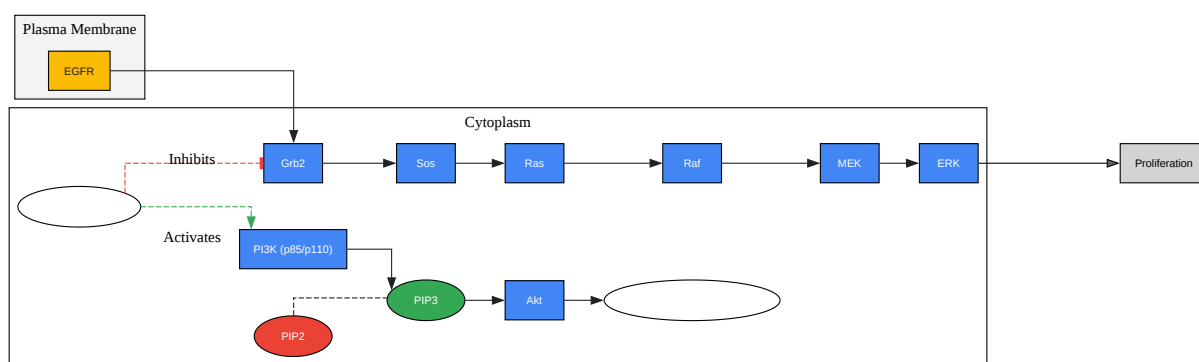 Plasma Membrane
EGFR
Cytoplasm
Inhibits
Grb2
Sos
Ras
Raf
MEK
ERK
Proliferation
Activates
PI3K (p85/p110)
PIP3
Akt
PIP2